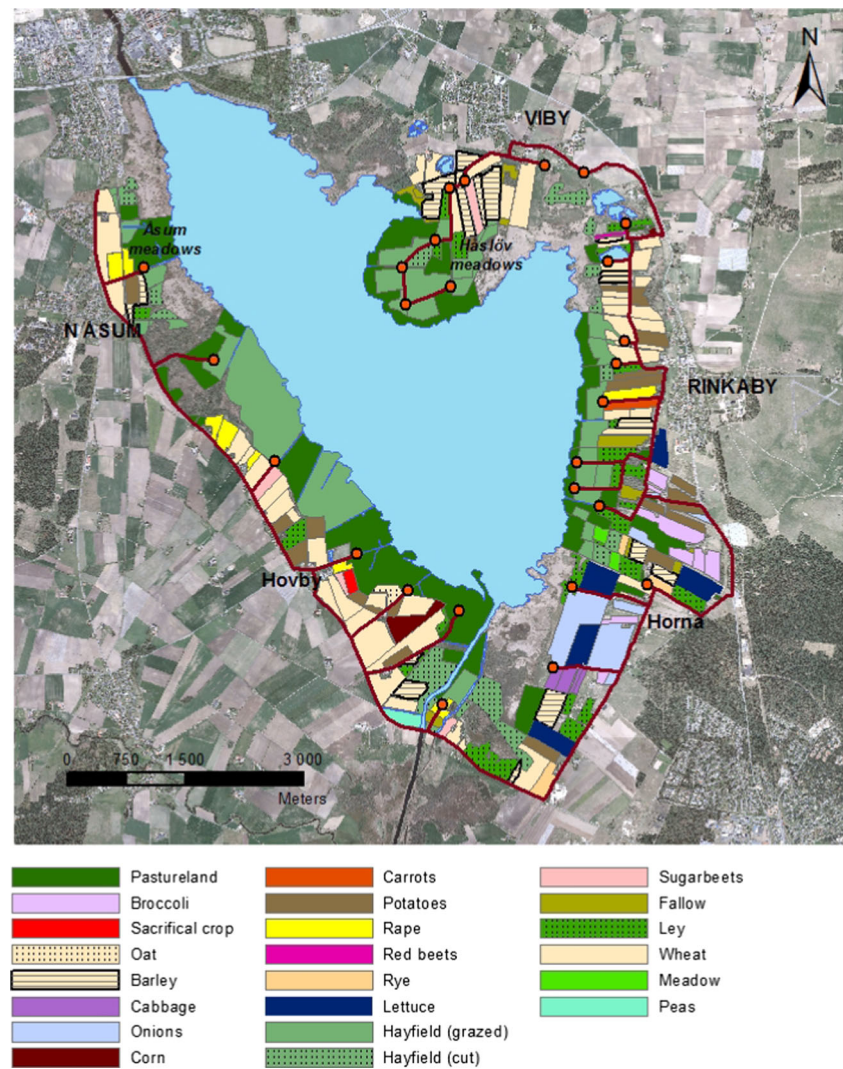 N
VIBY
Åsum
meadows
Håslöv
meadows
N ÅSUM
RINKABY
Hovby
Horna
0 750 1 500 3 000
Meters
Pastureland
Broccoli
Sacrifical crop
Oat
Barley
Cabbage
Onions
Corn
Carrots
Potatoes
Rape
Red beets
Rye
Lettuce
Hayfield (grazed)
Hayfield (cut)
Sugarbeets
Fallow
Ley
Wheat
Meadow
Peas